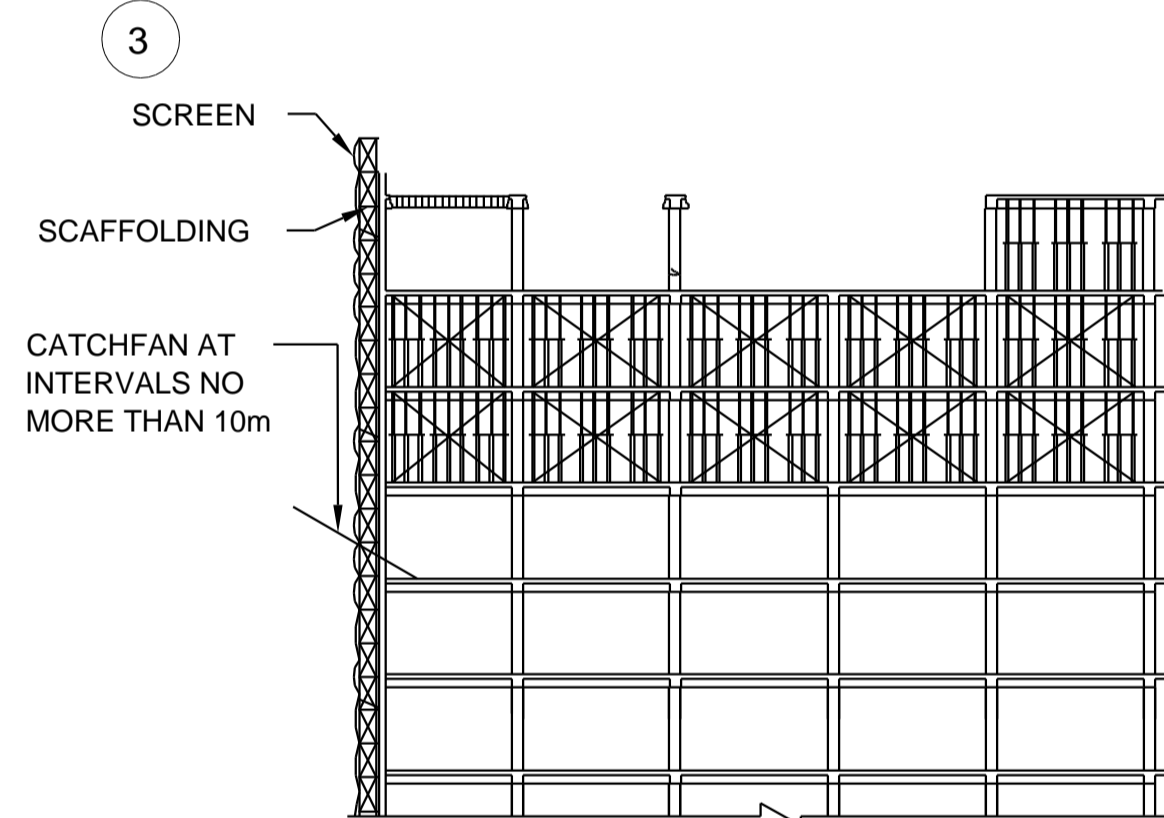 3
SCREEN
SCAFFOLDING
CATCHFAN AT
INTERVALS NO
MORE THAN 10m